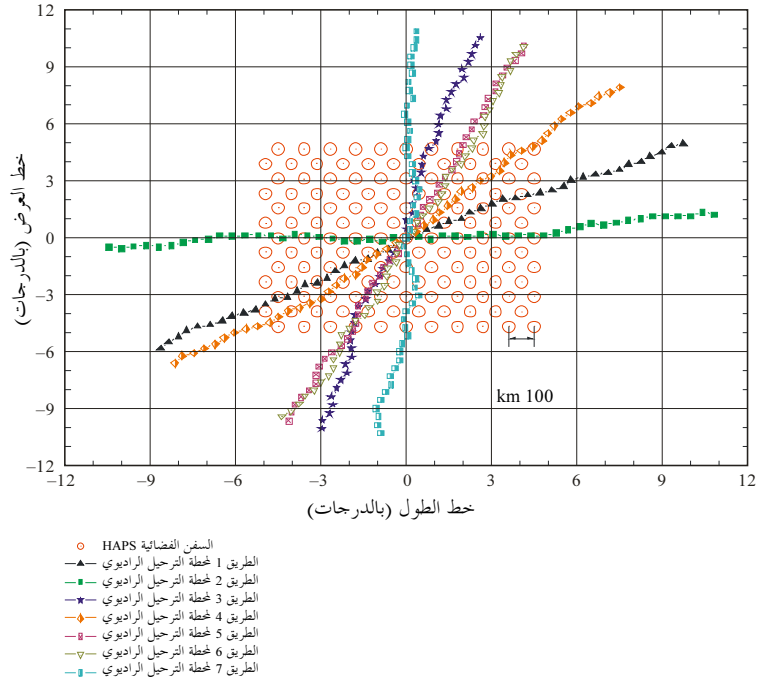 12
9
6
3
0
–3
–6
–9
–12
خط العرض (بالدرجات)
km 100
–12 –9 –6 –3 0 3 6 9 12
خط الطول (بالدرجات)
السفن الفضائية HAPS
الطريق 1 لمحطة الترحيل الراديوي
الطريق 2 لمحطة الترحيل الراديوي
الطريق 3 لمحطة الترحيل الراديوي
الطريق 4 لمحطة الترحيل الراديوي
الطريق 5 لمحطة الترحيل الراديوي
الطريق 6 لمحطة الترحيل الراديوي
الطريق 7 لمحطة الترحيل الراديوي